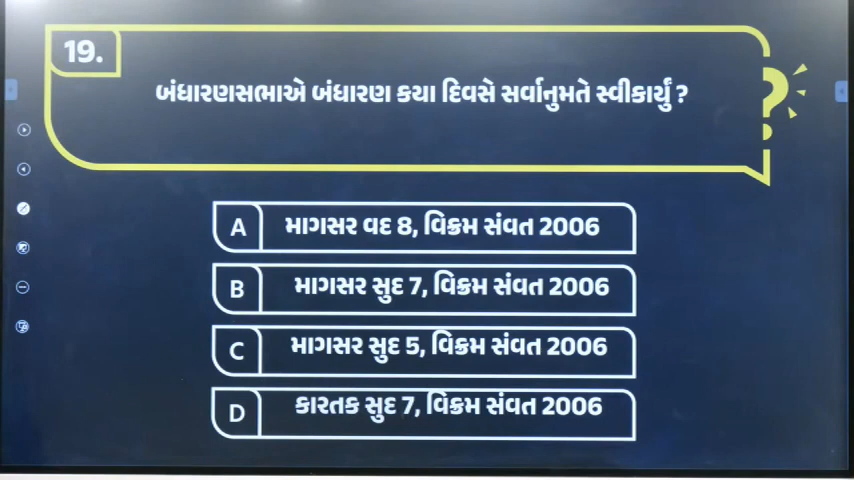 19.
બંધારણસભાએ બંધારણ કયા દિવસે સર્વાનુમતે સ્વીકાર્યું ?
A માગસર વદ 8, વિક્રમ સંવત 2006
B માગસર સુદ 7, વિક્રમ સંવત 2006
C માગસર સુદ 5, વિક્રમ સંવત 2006
D કારતક સુદ 7, વિક્રમ સંવત 2006